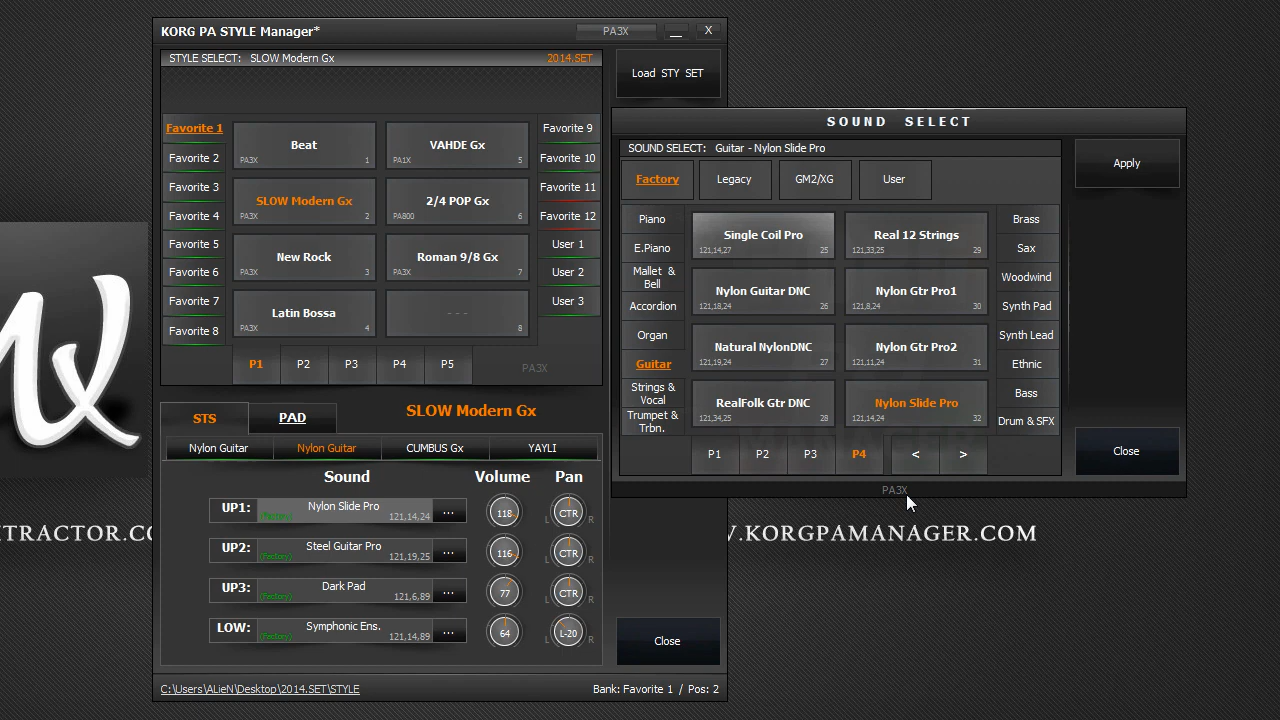 KORG PA STYLE Manager*
PA3X
X
STYLE SELECT: SLOW Modern Gx
2014.SET
Load STY SET
Favorite 1
Favorite 2
Favorite 3
Favorite 4
Favorite 5
Favorite 6
Favorite 7
Favorite 8
Beat
PA3X 1
VAHDE Gx
PA1X 5
SLOW Modern Gx
PA3X 2
2/4 POP Gx
PA800 6
New Rock
PA3X 3
Roman 9/8 Gx
PA3X 7
Latin Bossa
PA3X 4
---
8
Favorite 9
Favorite 10
Favorite 11
Favorite 12
User 1
User 2
User 3
P1 P2 P3 P4 P5
PA3X
STS PAD
SLOW Modern Gx
Nylon Guitar Nylon Guitar CUMBUS Gx YAYLI
Sound Volume Pan
UP1: Nylon Slide Pro
(Factory) 121,14,24 ... 118 L CTR R
UP2: Steel Guitar Pro
(Factory) 121,19,25 ... 116 L CTR R
UP3: Dark Pad
(Factory) 121,6,89 ... 77 L CTR R
LOW: Symphonic Ens.
(Factory) 121,14,89 ... 64 L L-20 R
Close
C:\Users\ALieN\Desktop\2014.SET\STYLE
Bank: Favorite 1 / Pos: 2
SOUND SELECT
SOUND SELECT: Guitar - Nylon Slide Pro
Apply
Factory Legacy GM2/XG User
Piano
E.Piano
Mallet &
Bell
Accordion
Organ
Guitar
Strings &
Vocal
Trumpet &
Trbn.
Single Coil Pro
121,14,27 25
Real 12 Strings
121,33,25 29
Nylon Guitar DNC
121,18,24 26
Nylon Gtr Pro1
121,8,24 30
Natural NylonDNC
121,19,24 27
Nylon Gtr Pro2
121,11,24 31
RealFolk Gtr DNC
121,34,25 28
Nylon Slide Pro
121,14,24 32
Brass
Sax
Woodwind
Synth Pad
Synth Lead
Ethnic
Bass
Drum & SFX
P1 P2 P3 P4 < >
Close
PA3X
XTRACTOR.CO
W.KORGPAMANAGER.COM